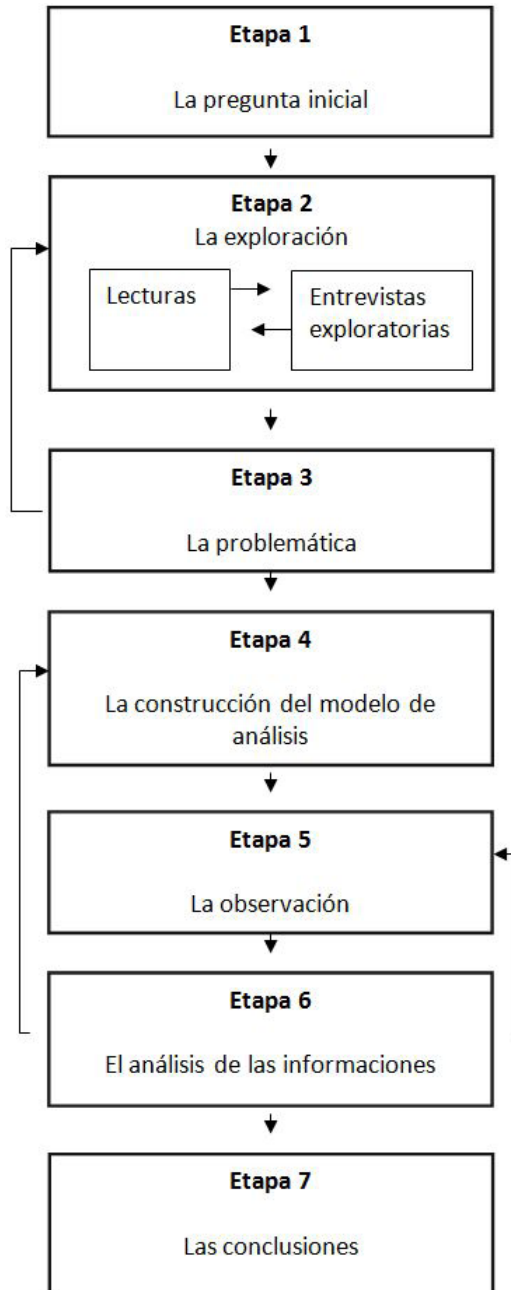 Etapa 1
La pregunta inicial
Etapa 2
La exploración
Lecturas
Entrevistas
exploratorias
Etapa 3
La problemática
Etapa 4
La construcción del modelo de
análisis
Etapa 5
La observación
Etapa 6
El análisis de las informaciones
Etapa 7
Las conclusiones